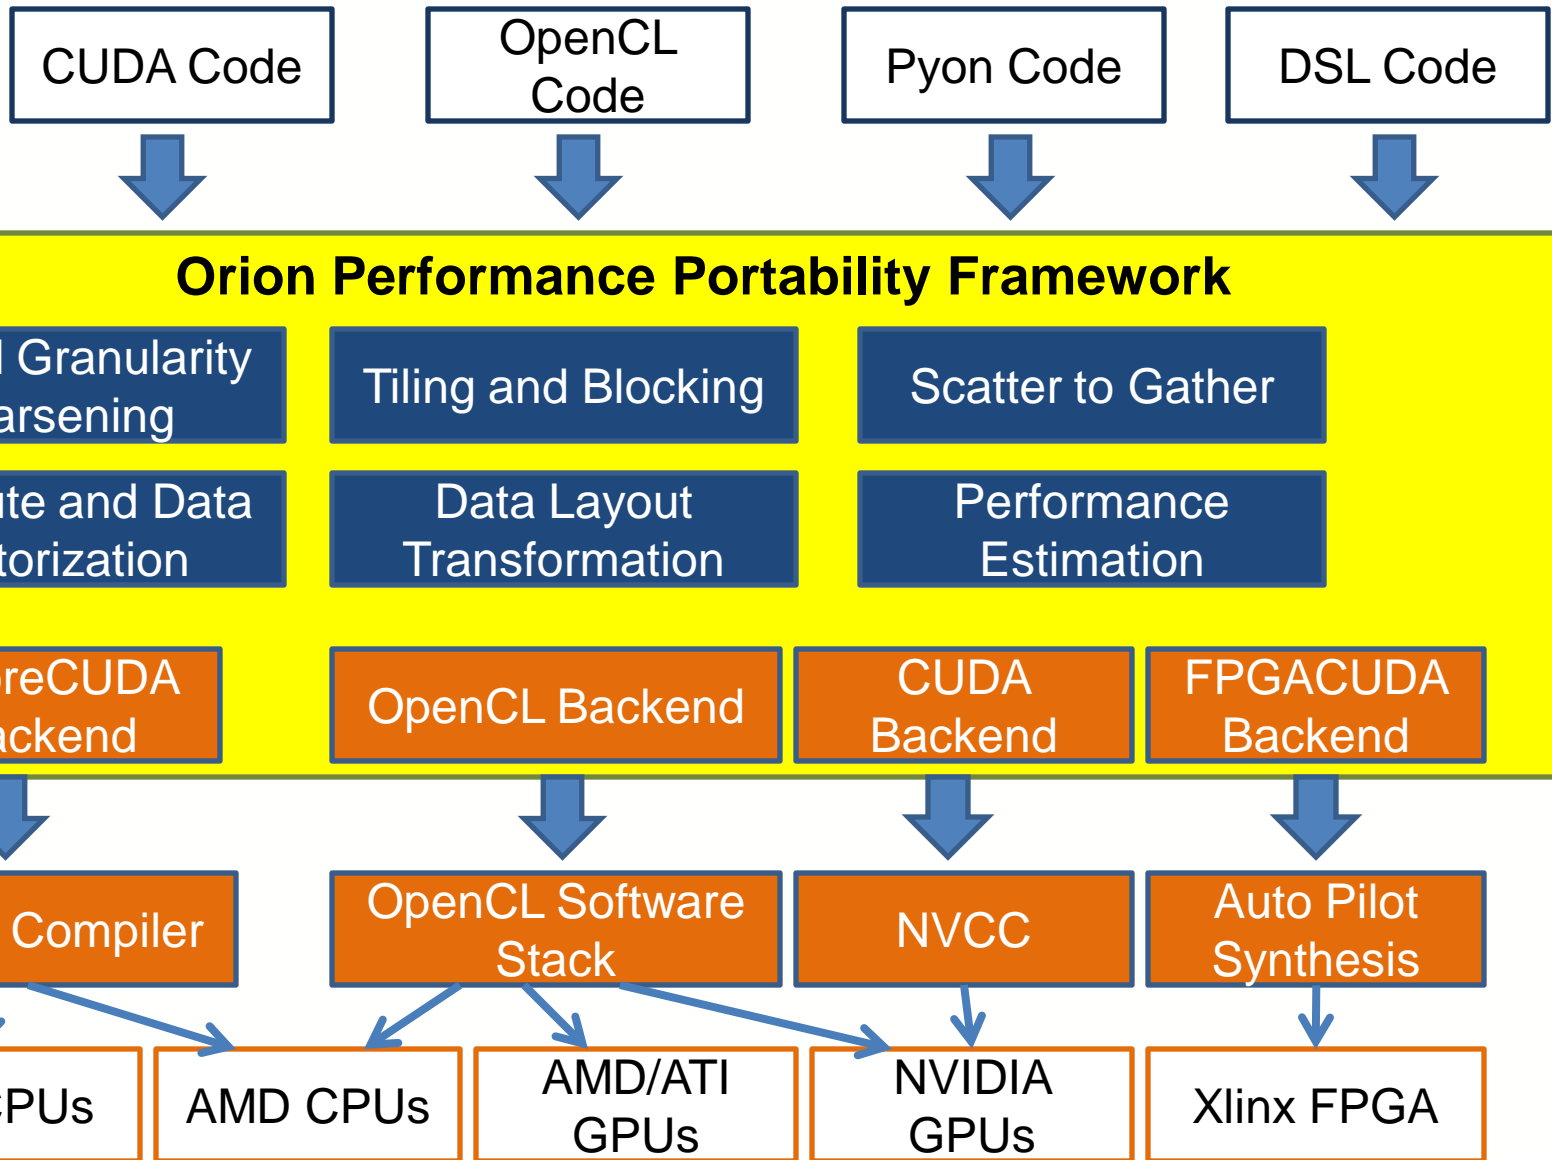 CUDA Code
OpenCL
Code
Pyon Code
DSL Code
Orion Performance Portability Framework
Granularity
arsening
Tiling and Blocking
Scatter to Gather
ute and Data
torization
Data Layout
Transformation
Performance
Estimation
reCUDA
ackend
OpenCL Backend
CUDA
Backend
FPGACUDA
Backend
Compiler
OpenCL Software
Stack
NVCC
Auto Pilot
Synthesis
CPUs
AMD CPUs
AMD/ATI
GPUs
NVIDIA
GPUs
Xlinx FPGA